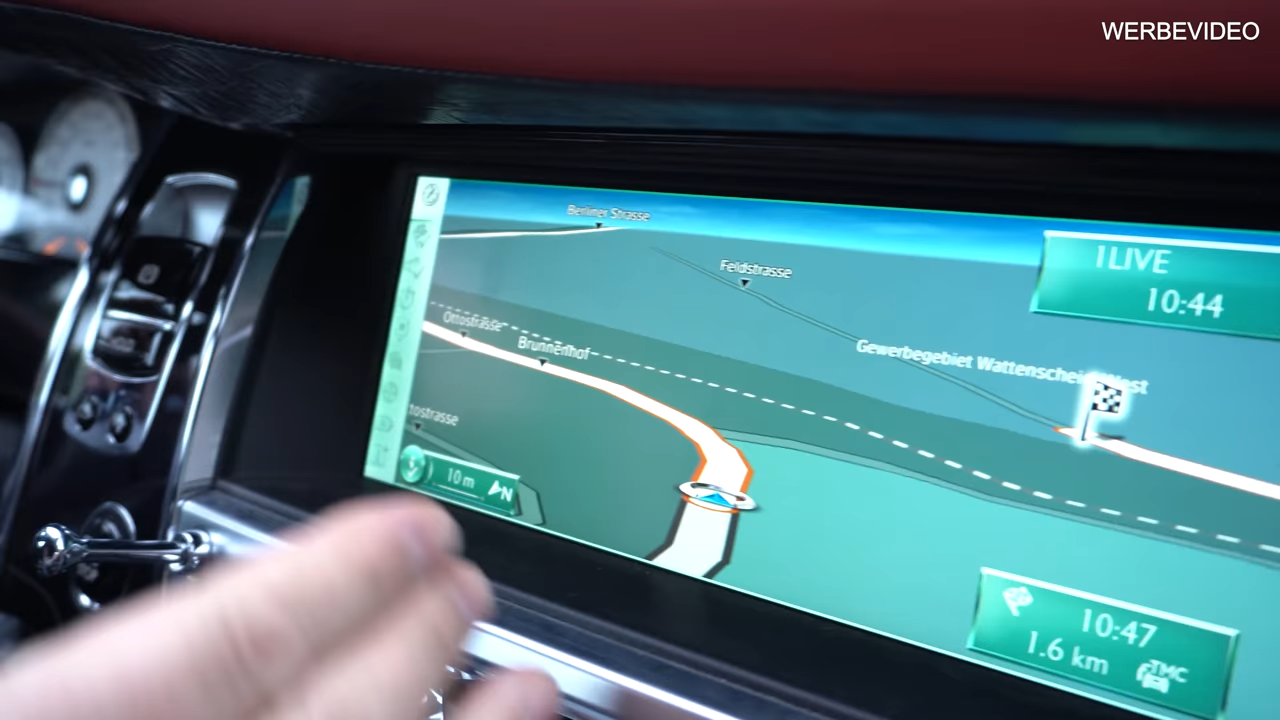 WERBEVIDEO
Berliner Strasse
Feldstrasse
1LIVE
10:44
Ottostrasse
Brunnenhof
Gewerbegebiet Wattenscheid West
tostrasse
10 m
N
10:47
1.6 km
TMC